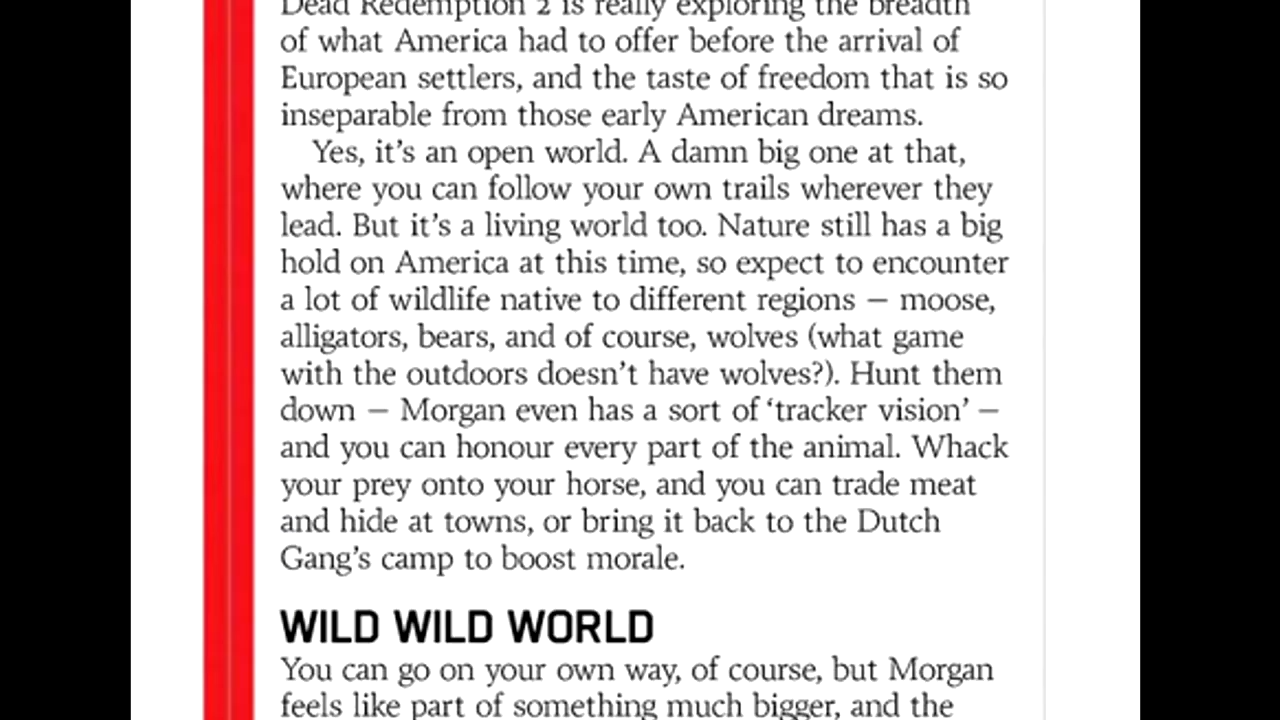 Dead Redemption 2 is really exploring the breadth
of what America had to offer before the arrival of
European settlers, and the taste of freedom that is so
inseparable from those early American dreams.
Yes, it’s an open world. A damn big one at that,
where you can follow your own trails wherever they
lead. But it’s a living world too. Nature still has a big
hold on America at this time, so expect to encounter
a lot of wildlife native to different regions – moose,
alligators, bears, and of course, wolves (what game
with the outdoors doesn’t have wolves?). Hunt them
down – Morgan even has a sort of ‘tracker vision’ –
and you can honour every part of the animal. Whack
your prey onto your horse, and you can trade meat
and hide at towns, or bring it back to the Dutch
Gang’s camp to boost morale.
WILD WILD WORLD
You can go on your own way, of course, but Morgan
feels like part of something much bigger, and the